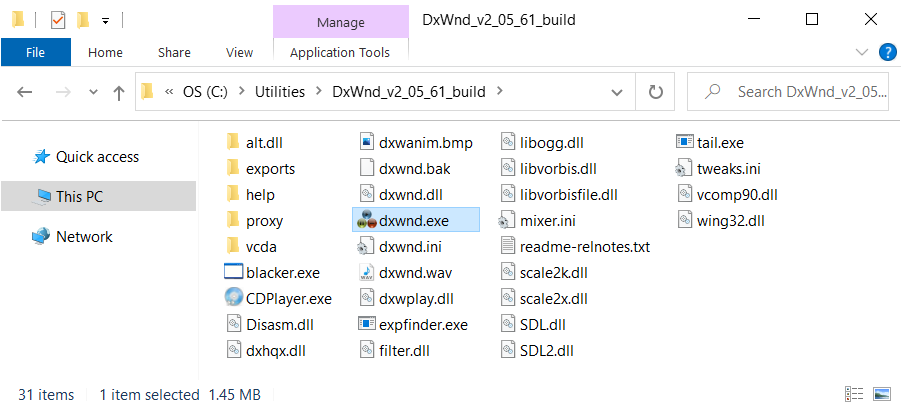 Manage
DxWnd_v2_05_61_build
File
Home
Share
View
Application Tools
?
« OS (C:) > Utilities > DxWnd_v2_05_61_build >
Search DxWnd_v2_05...
Quick access
This PC
Network
alt.dll
exports
help
proxy
vcda
blacker.exe
CDPlayer.exe
Disasm.dll
dxhqx.dll
dxwanim.bmp
dxwnd.bak
dxwnd.dll
dxwnd.exe
dxwnd.ini
dxwnd.wav
dxwplay.dll
expfinder.exe
filter.dll
libogg.dll
libvorbis.dll
libvorbisfile.dll
mixer.ini
readme-relnotes.txt
scale2k.dll
scale2x.dll
SDL.dll
SDL2.dll
tail.exe
tweaks.ini
vcomp90.dll
wing32.dll
31 items
1 item selected 1.45 MB